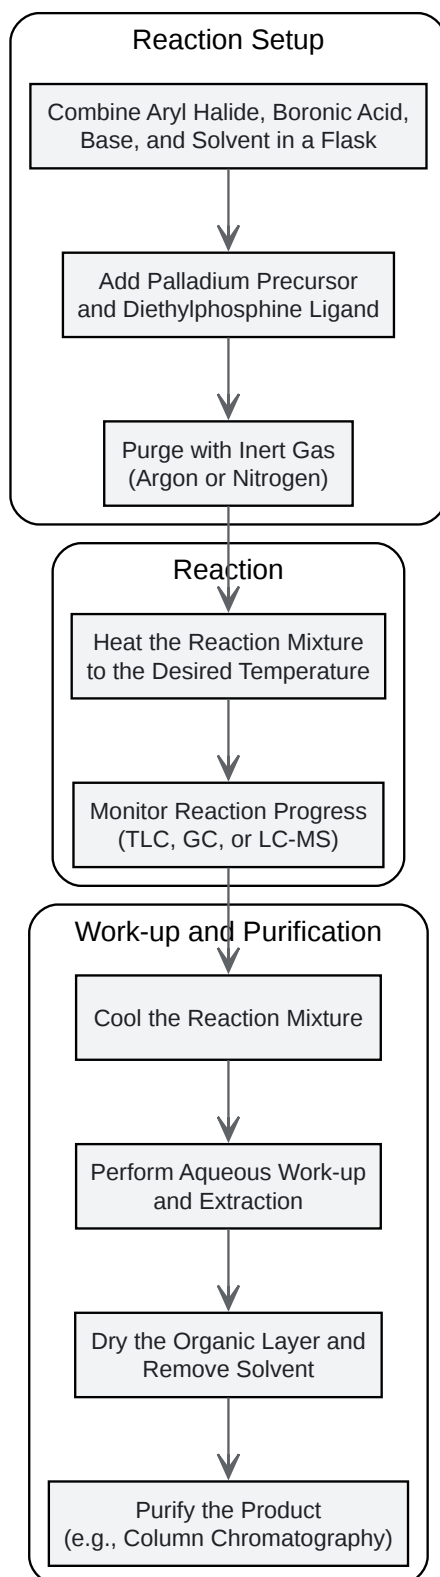 Reaction Setup
Combine Aryl Halide, Boronic Acid,
Base, and Solvent in a Flask
Add Palladium Precursor
and Diethylphosphine Ligand
Purge with Inert Gas
(Argon or Nitrogen)
Reaction
Heat the Reaction Mixture
to the Desired Temperature
Monitor Reaction Progress
(TLC, GC, or LC-MS)
Work-up and Purification
Cool the Reaction Mixture
Perform Aqueous Work-up
and Extraction
Dry the Organic Layer and
Remove Solvent
Purify the Product
(e.g., Column Chromatography)